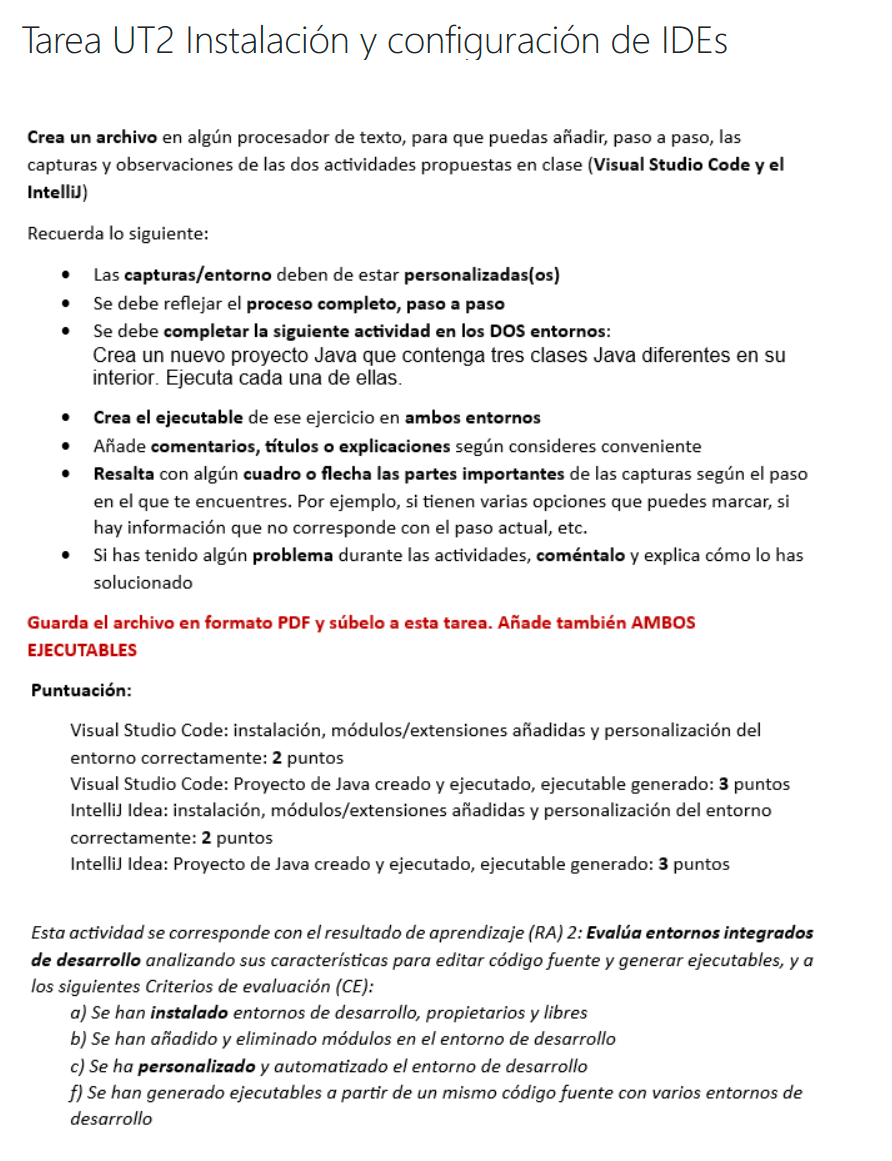 Tarea UT2 Instalación y configuración de IDEs
Crea un archivo en algún procesador de texto, para que puedas añadir, paso a paso, las
capturas y observaciones de las dos actividades propuestas en clase (Visual Studio Code y el
IntelliJ)
Recuerda lo siguiente:
• Las capturas/entorno deben de estar personalizadas(os)
• Se debe reflejar el proceso completo, paso a paso
• Se debe completar la siguiente actividad en los DOS entornos:
Crea un nuevo proyecto Java que contenga tres clases Java diferentes en su
interior. Ejecuta cada una de ellas.
• Crea el ejecutable de ese ejercicio en ambos entornos
• Añade comentarios, títulos o explicaciones según consideres conveniente
• Resalta con algún cuadro o flecha las partes importantes de las capturas según el paso
en el que te encuentres. Por ejemplo, si tienen varias opciones que puedes marcar, si
hay información que no corresponde con el paso actual, etc.
• Si has tenido algún problema durante las actividades, coméntalo y explica cómo lo has
solucionado
Guarda el archivo en formato PDF y súbelo a esta tarea. Añade también AMBOS
EJECUTABLES
Puntuación:
Visual Studio Code: instalación, módulos/extensiones añadidas y personalización del
entorno correctamente: 2 puntos
Visual Studio Code: Proyecto de Java creado y ejecutado, ejecutable generado: 3 puntos
IntelliJ Idea: instalación, módulos/extensiones añadidas y personalización del entorno
correctamente: 2 puntos
IntelliJ Idea: Proyecto de Java creado y ejecutado, ejecutable generado: 3 puntos
Esta actividad se corresponde con el resultado de aprendizaje (RA) 2: Evalúa entornos integrados
de desarrollo analizando sus características para editar código fuente y generar ejecutables, y a
los siguientes Criterios de evaluación (CE):
a) Se han instalado entornos de desarrollo, propietarios y libres
b) Se han añadido y eliminado módulos en el entorno de desarrollo
c) Se ha personalizado y automatizado el entorno de desarrollo
f) Se han generado ejecutables a partir de un mismo código fuente con varios entornos de
desarrollo